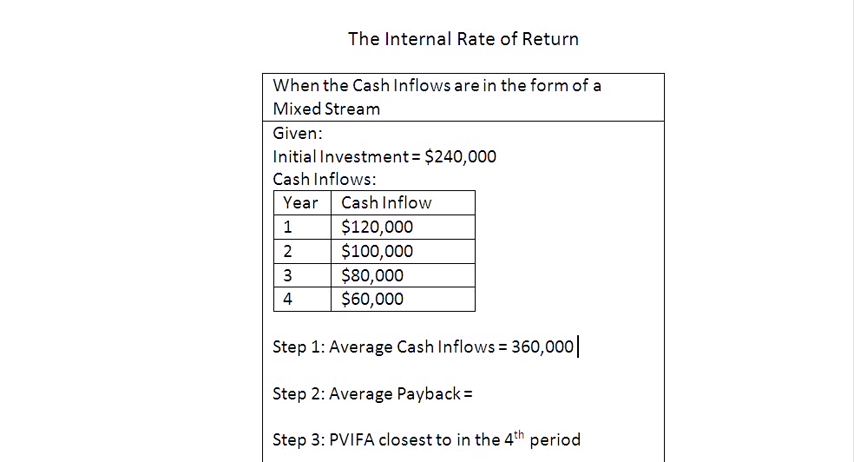 The Internal Rate of Return
When the Cash Inflows are in the form of a
Mixed Stream
Given:
Initial Investment = $240,000
Cash Inflows:
Year Cash Inflow
1 $120,000
2 $100,000
3 $80,000
4 $60,000
Step 1: Average Cash Inflows = 360,000
Step 2: Average Payback =
Step 3: PVIFA closest to in the 4th period